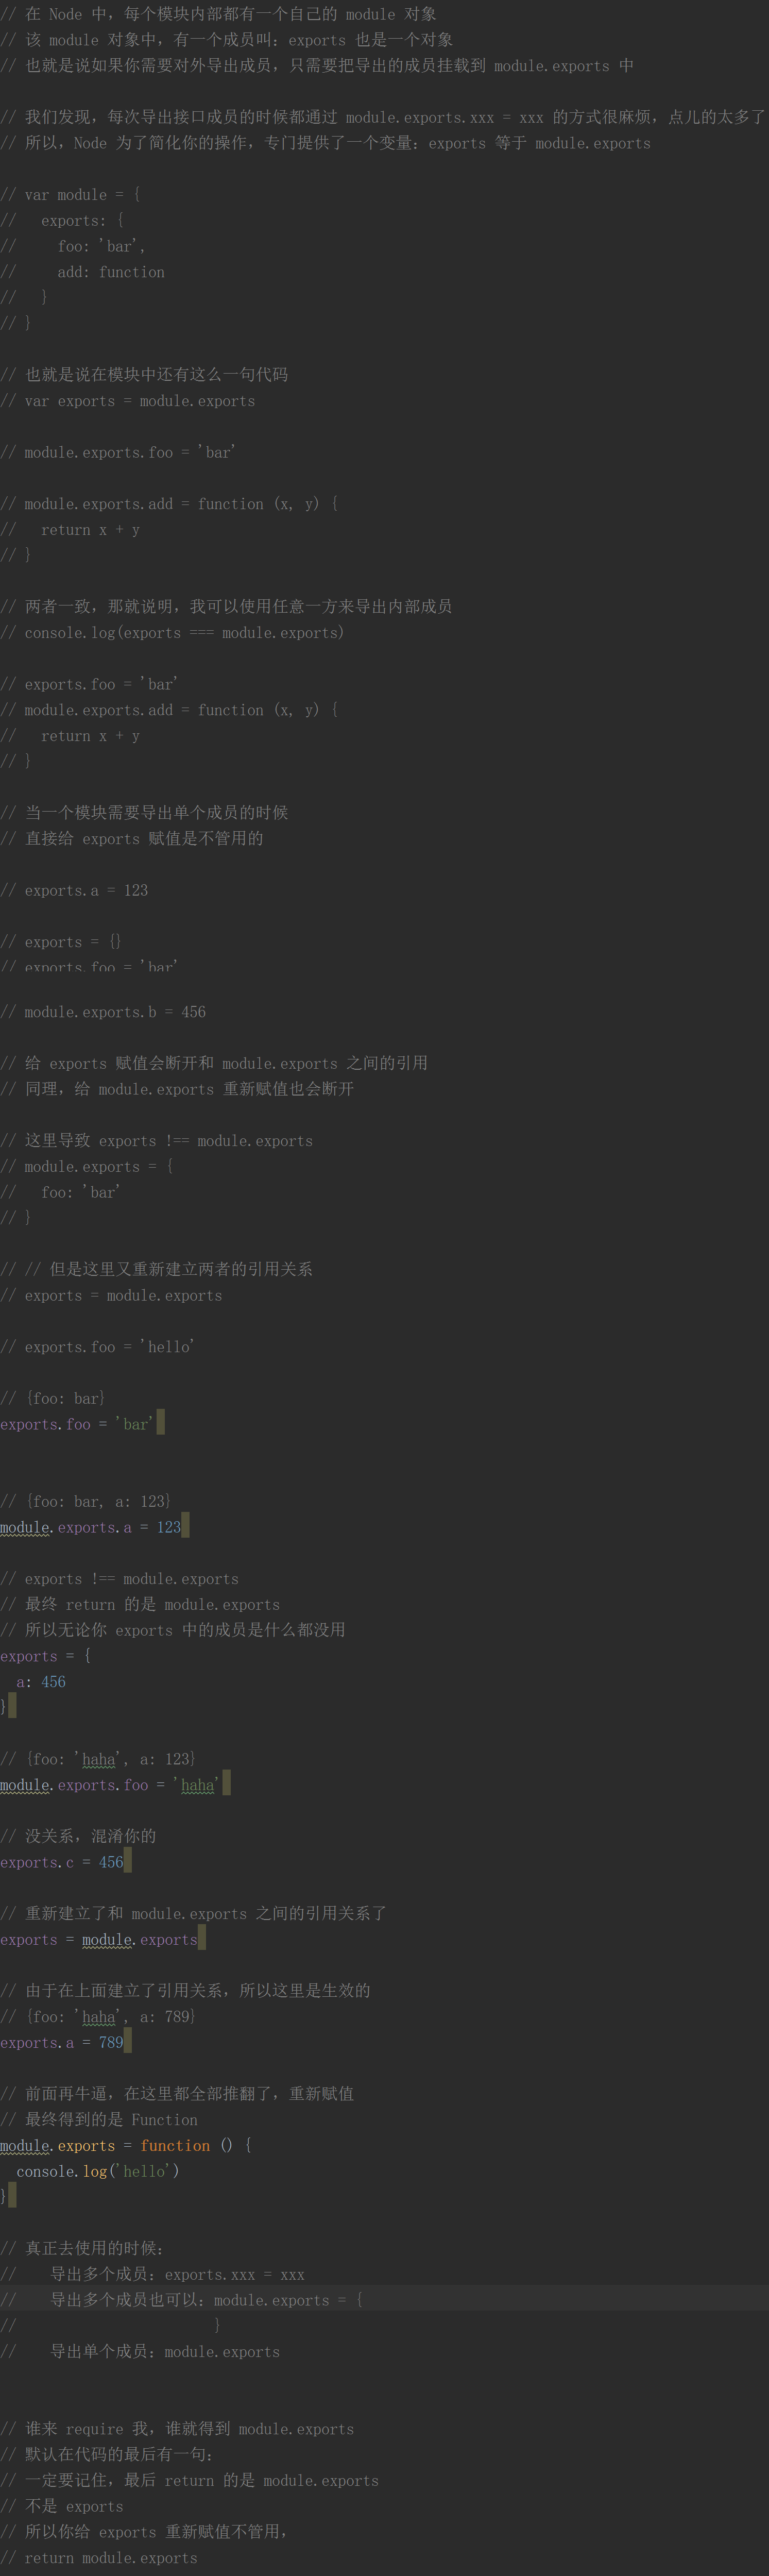 // 在 Node 中，每个模块内部都有一个自己的 module 对象
// 该 module 对象中，有一个成员叫：exports 也是一个对象
// 也就是说如果你需要对外导出成员，只需要把导出的成员挂载到 module.exports 中
// 我们发现，每次导出接口成员的时候都通过 module.exports.xxx = xxx 的方式很麻烦，点儿的太多了
// 所以，Node 为了简化你的操作，专门提供了一个变量：exports 等于 module.exports
// var module = {
//   exports: {
//     foo: 'bar',
//     add: function
//   }
// }
// 也就是说在模块中还有这么一句代码
// var exports = module.exports
// module.exports.foo = 'bar'
// module.exports.add = function (x, y) {
//   return x + y
// }
// 两者一致，那就说明，我可以使用任意一方来导出内部成员
// console.log(exports === module.exports)
// exports.foo = 'bar'
// module.exports.add = function (x, y) {
//   return x + y
// }
// 当一个模块需要导出单个成员的时候
// 直接给 exports 赋值是不管用的
// exports.a = 123
// exports = {}
// exports.foo = 'bar'
// module.exports.b = 456
// 给 exports 赋值会断开和 module.exports 之间的引用
// 同理，给 module.exports 重新赋值也会断开
// 这里导致 exports !== module.exports
// module.exports = {
//   foo: 'bar'
// }
// // 但是这里又重新建立两者的引用关系
// exports = module.exports
// exports.foo = 'hello'
// {foo: bar}
exports.foo = 'bar'
// {foo: bar, a: 123}
module.exports.a = 123
// exports !== module.exports
// 最终 return 的是 module.exports
// 所以无论你 exports 中的成员是什么都没用
exports = {
  a: 456
}
// {foo: 'haha', a: 123}
module.exports.foo = 'haha'
// 没关系，混淆你的
exports.c = 456
// 重新建立了和 module.exports 之间的引用关系了
exports = module.exports
// 由于在上面建立了引用关系，所以这里是生效的
// {foo: 'haha', a: 789}
exports.a = 789
// 前面再牛逼，在这里都全部推翻了，重新赋值
// 最终得到的是 Function
module.exports = function () {
  console.log('hello')
}
// 真正去使用的时候：
//    导出多个成员：exports.xxx = xxx
//    导出多个成员也可以：module.exports = {
//                        }
//    导出单个成员：module.exports
// 谁来 require 我，谁就得到 module.exports
// 默认在代码的最后有一句：
// 一定要记住，最后 return 的是 module.exports
// 不是 exports
// 所以你给 exports 重新赋值不管用，
// return module.exports